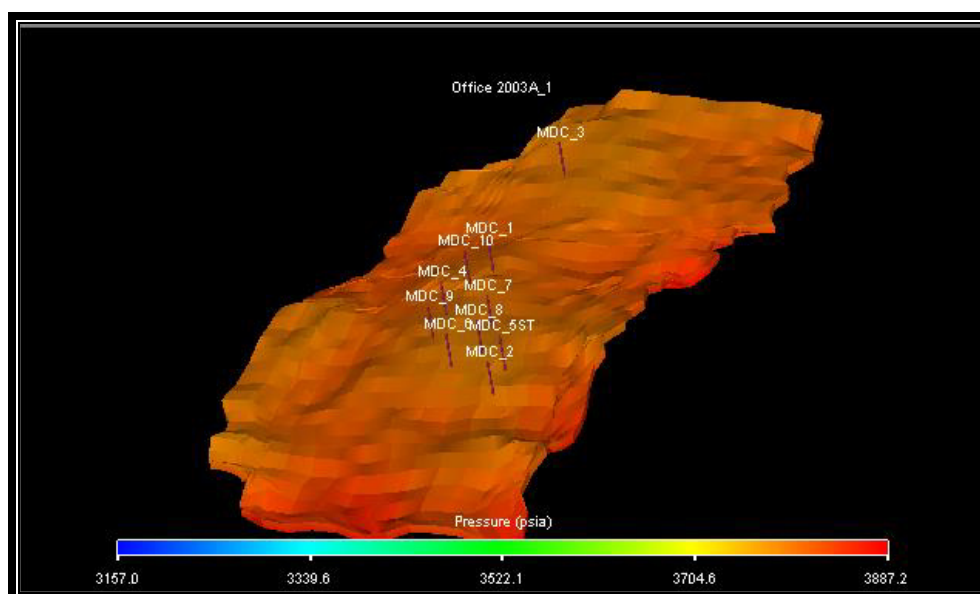 Office 2003A_1
MDC_3
MDC_1
MDC_10
MDC_4
MDC_7
MDC_9
MDC_8
MDC_6
MDC_5ST
MDC_2
Pressure (psia)
3157.0 3339.6 3522.1 3704.6 3887.2